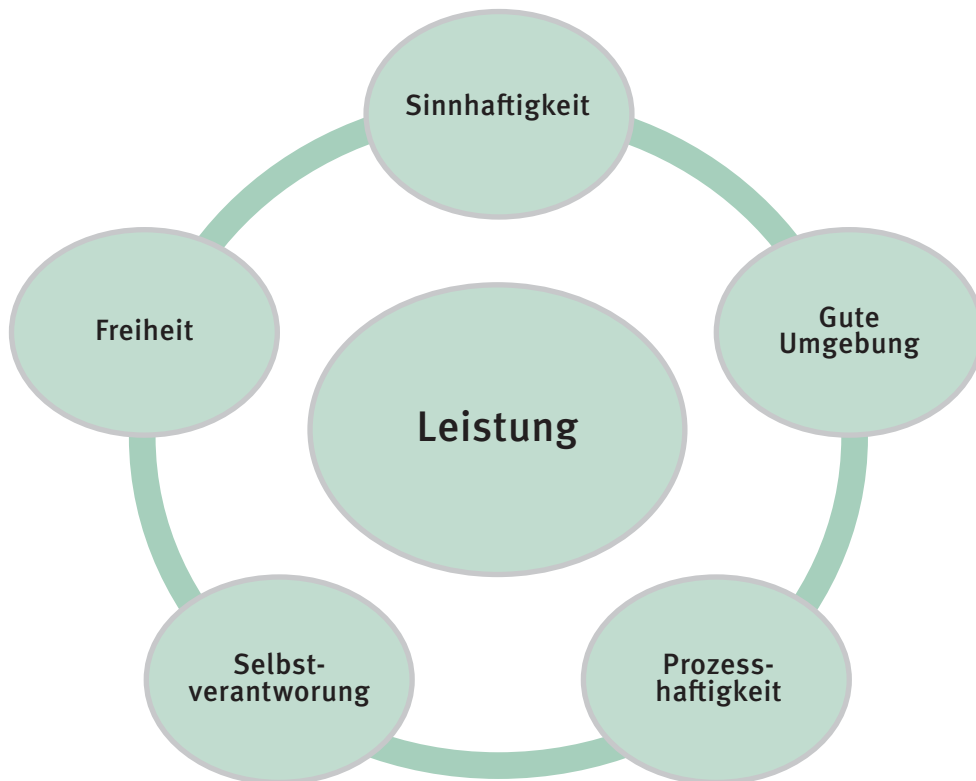 Sinnhaftigkeit
Freiheit
Gute
Umgebung
Leistung
Selbst-
verantworung
Prozess-
haftigkeit